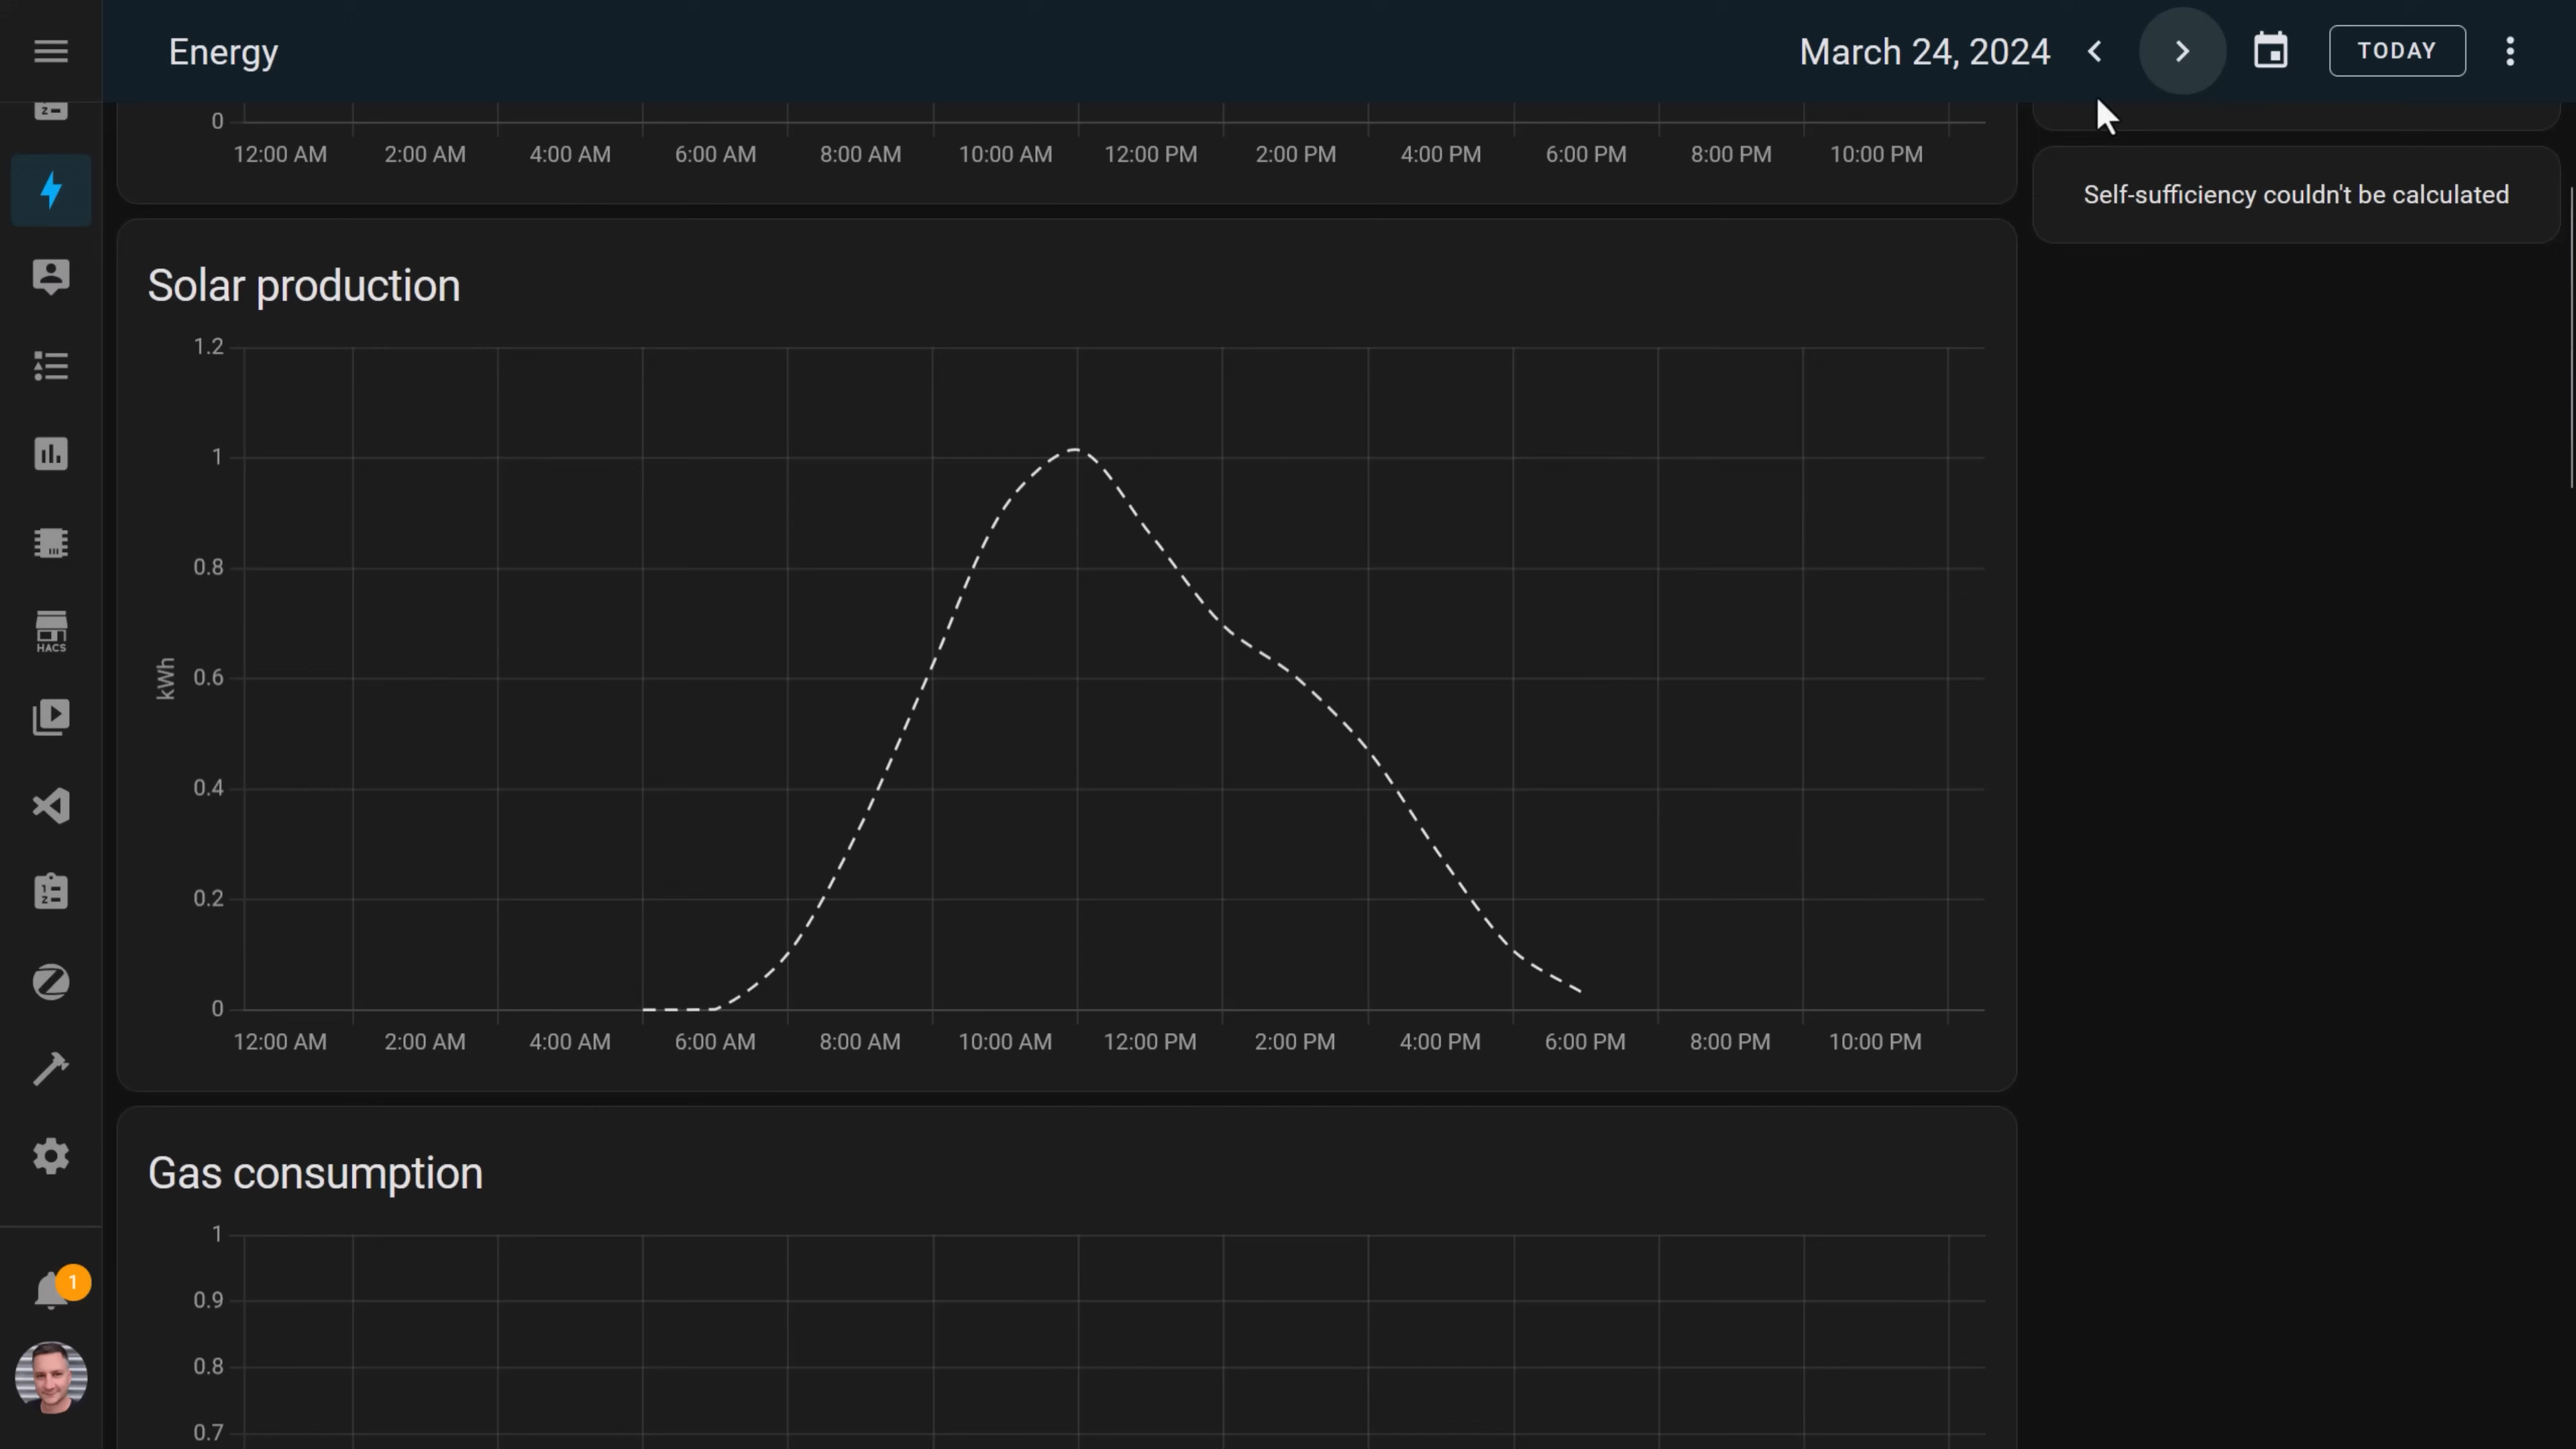 Energy
March 24, 2024
TODAY
0
12:00 AM 2:00 AM 4:00 AM 6:00 AM 8:00 AM 10:00 AM 12:00 PM 2:00 PM 4:00 PM 6:00 PM 8:00 PM 10:00 PM
Self-sufficiency couldn't be calculated
Solar production
1.2
1
0.8
0.6
kWh
0.4
0.2
0
12:00 AM 2:00 AM 4:00 AM 6:00 AM 8:00 AM 10:00 AM 12:00 PM 2:00 PM 4:00 PM 6:00 PM 8:00 PM 10:00 PM
Gas consumption
1
0.9
0.8
0.7
HACS
1